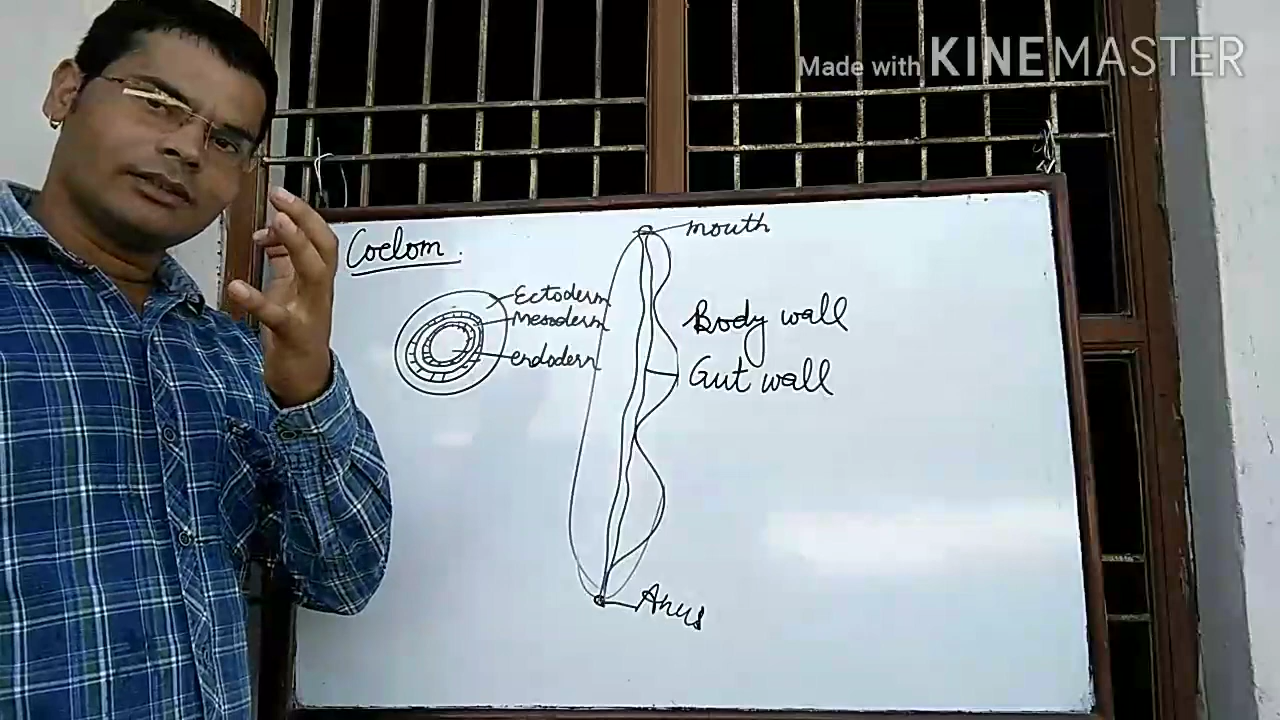 Made with KINEMASTER
Coelom.
mouth
Ectoderm
Mesoderm
endoderm
Body wall
Gut wall
Anus